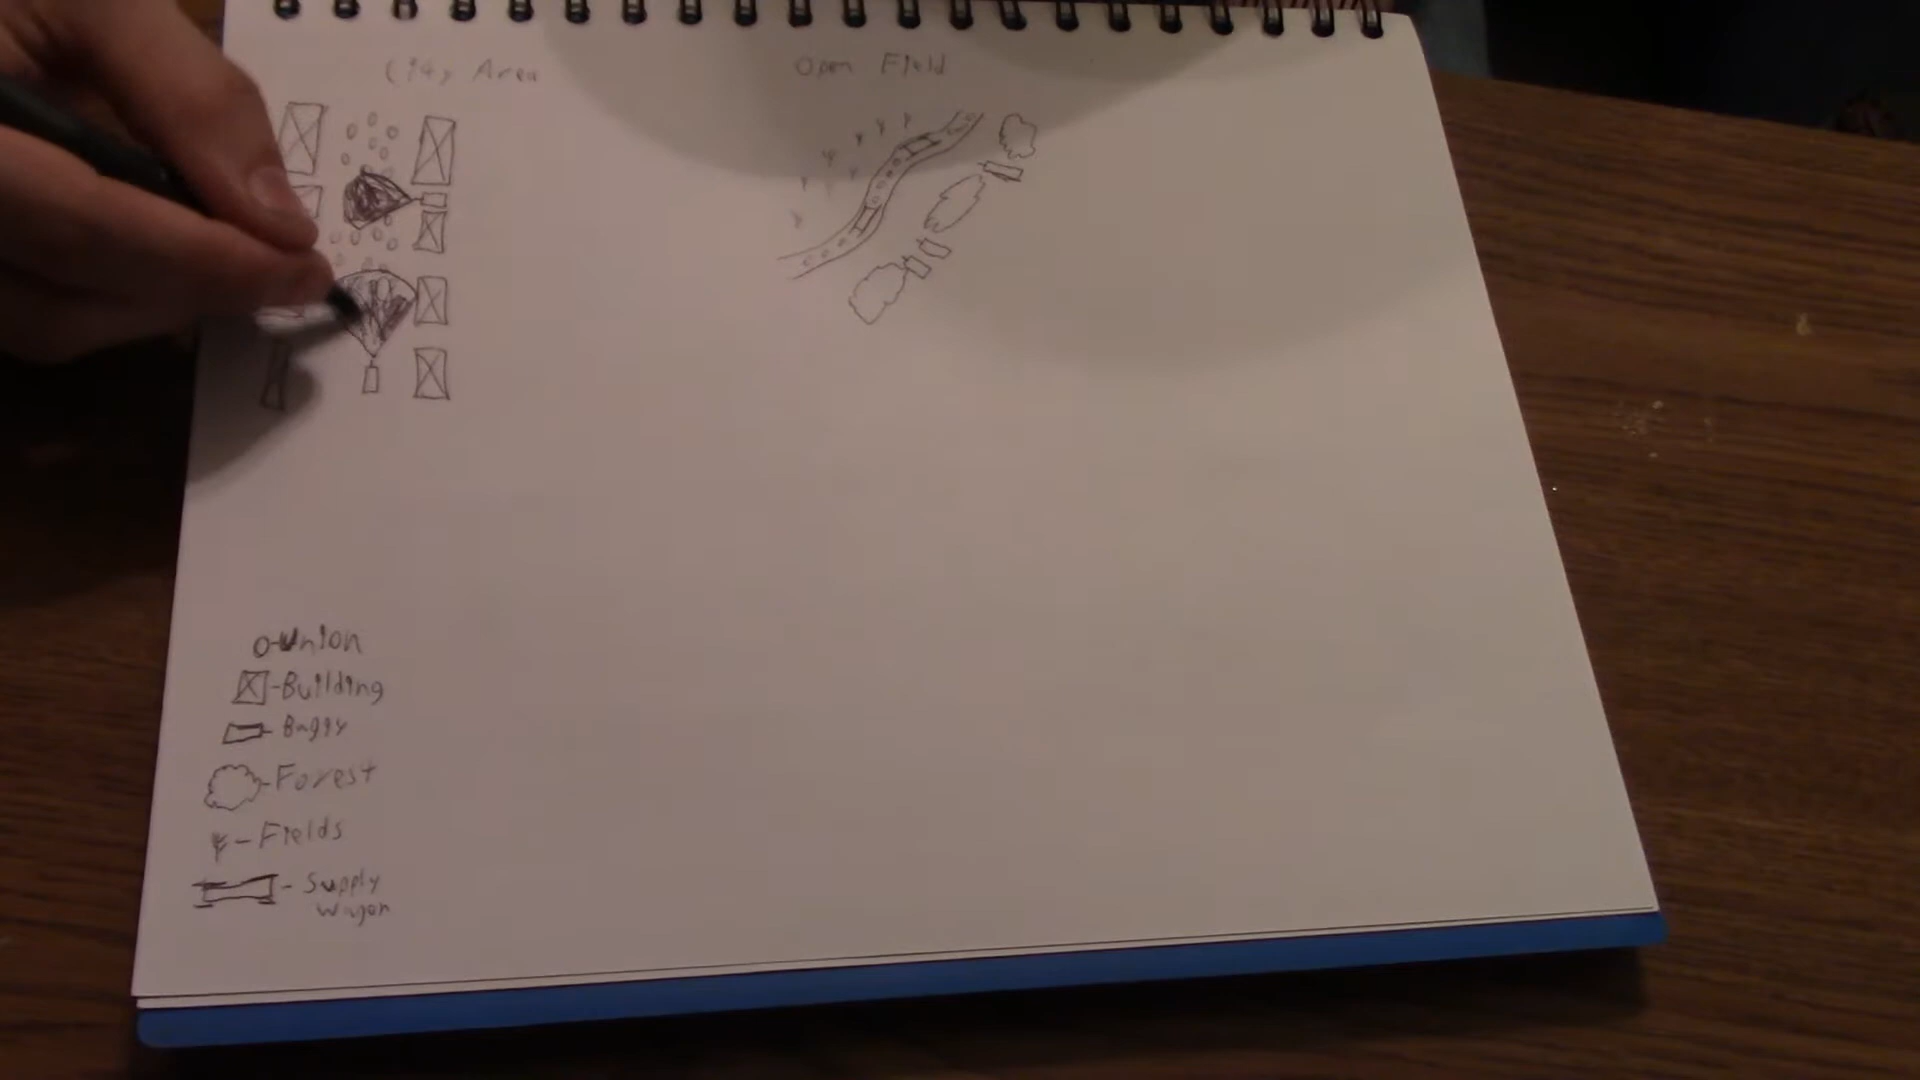 City Area
Open Field
O-Union
-Building
- Buggy
-Forest
-Fields
- Supply
Wagon